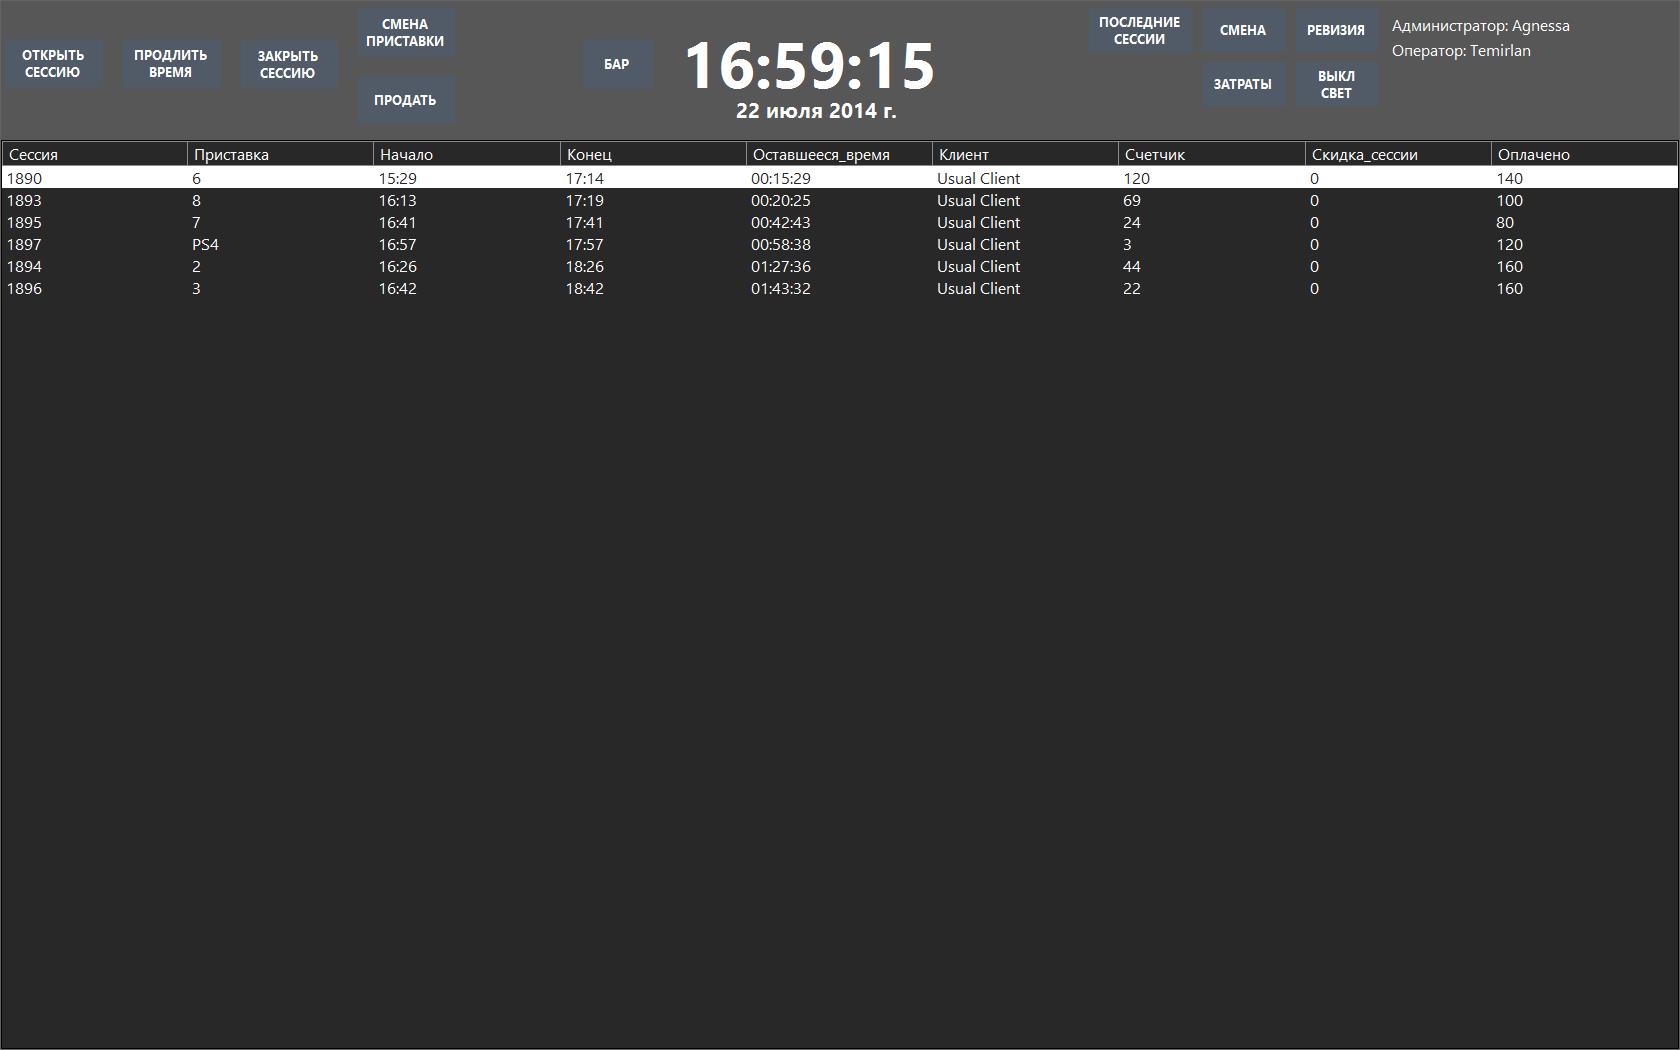 ОТКРЫТЬ
СЕССИЮ
ПРОДЛИТЬ
ВРЕМЯ
ЗАКРЫТЬ
СЕССИЮ
СМЕНА
ПРИСТАВКИ
ПРОДАТЬ
БАР
16:59:15
22 июля 2014 г.
ПОСЛЕДНИЕ
СЕССИИ
СМЕНА
РЕВИЗИЯ
ЗАТРАТЫ
ВЫКЛ
СВЕТ
Администратор: Agnessa
Оператор: Temirlan
Сессия Приставка Начало Конец Оставшееся_время Клиент Счетчик Скидка_сессии Оплачено
1890 6 15:29 17:14 00:15:29 Usual Client 120 0 140
1893 8 16:13 17:19 00:20:25 Usual Client 69 0 100
1895 7 16:41 17:41 00:42:43 Usual Client 24 0 80
1897 PS4 16:57 17:57 00:58:38 Usual Client 3 0 120
1894 2 16:26 18:26 01:27:36 Usual Client 44 0 160
1896 3 16:42 18:42 01:43:32 Usual Client 22 0 160